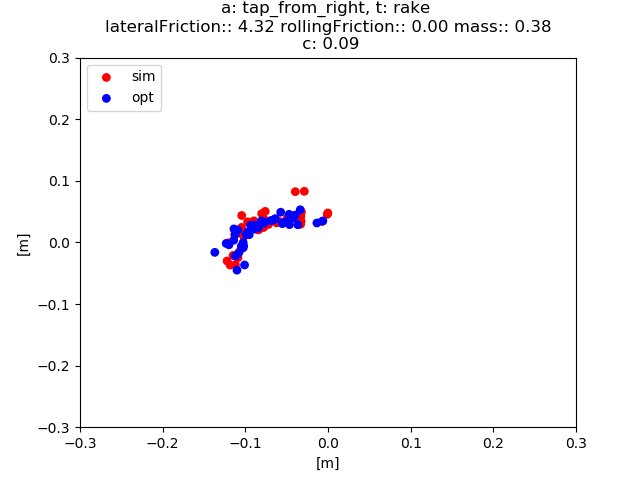 a: tap_from_right, t: rake
lateralFriction:: 4.32 rollingFriction:: 0.00 mass:: 0.38
c: 0.09
sim
opt
0.3
0.2
0.1
0.0
−0.1
−0.2
−0.3
[m]
−0.3
−0.2
−0.1
0.0
0.1
0.2
0.3
[m]